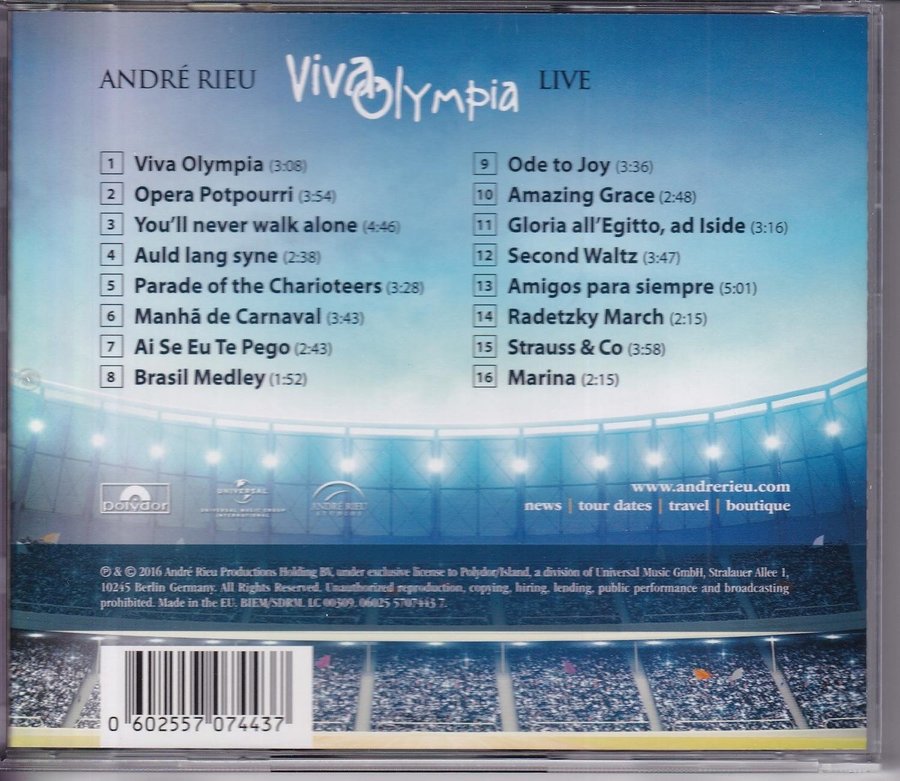 ANDRÉ RIEU Viva Olympia LIVE
1 Viva Olympia (3:08)
2 Opera Potpourri (3:54)
3 You'll never walk alone (4:46)
4 Auld lang syne (2:38)
5 Parade of the Charioteers (3:28)
6 Manhã de Carnaval (3:43)
7 Ai Se Eu Te Pego (2:43)
8 Brasil Medley (1:52)
9 Ode to Joy (3:36)
10 Amazing Grace (2:48)
11 Gloria all'Egitto, ad Iside (3:16)
12 Second Waltz (3:47)
13 Amigos para siempre (5:01)
14 Radetzky March (2:15)
15 Strauss & Co (3:58)
16 Marina (2:15)
polydor
UNIVERSAL
UNIVERSAL MUSIC GROUP
INTERNATIONAL
ANDRÉ RIEU
STUDIOS
www.andrerieu.com
news | tour dates | travel | boutique
℗ & © 2016 André Rieu Productions Holding BV, under exclusive license to Polydor/Island, a division of Universal Music GmbH, Stralauer Allee 1,
10245 Berlin Germany. All Rights Reserved. Unauthorized reproduction, copying, hiring, lending, public performance and broadcasting
prohibited. Made in the EU. BIEM/SDRM. LC 00309. 06025 5707443 7.
0 602557 074437